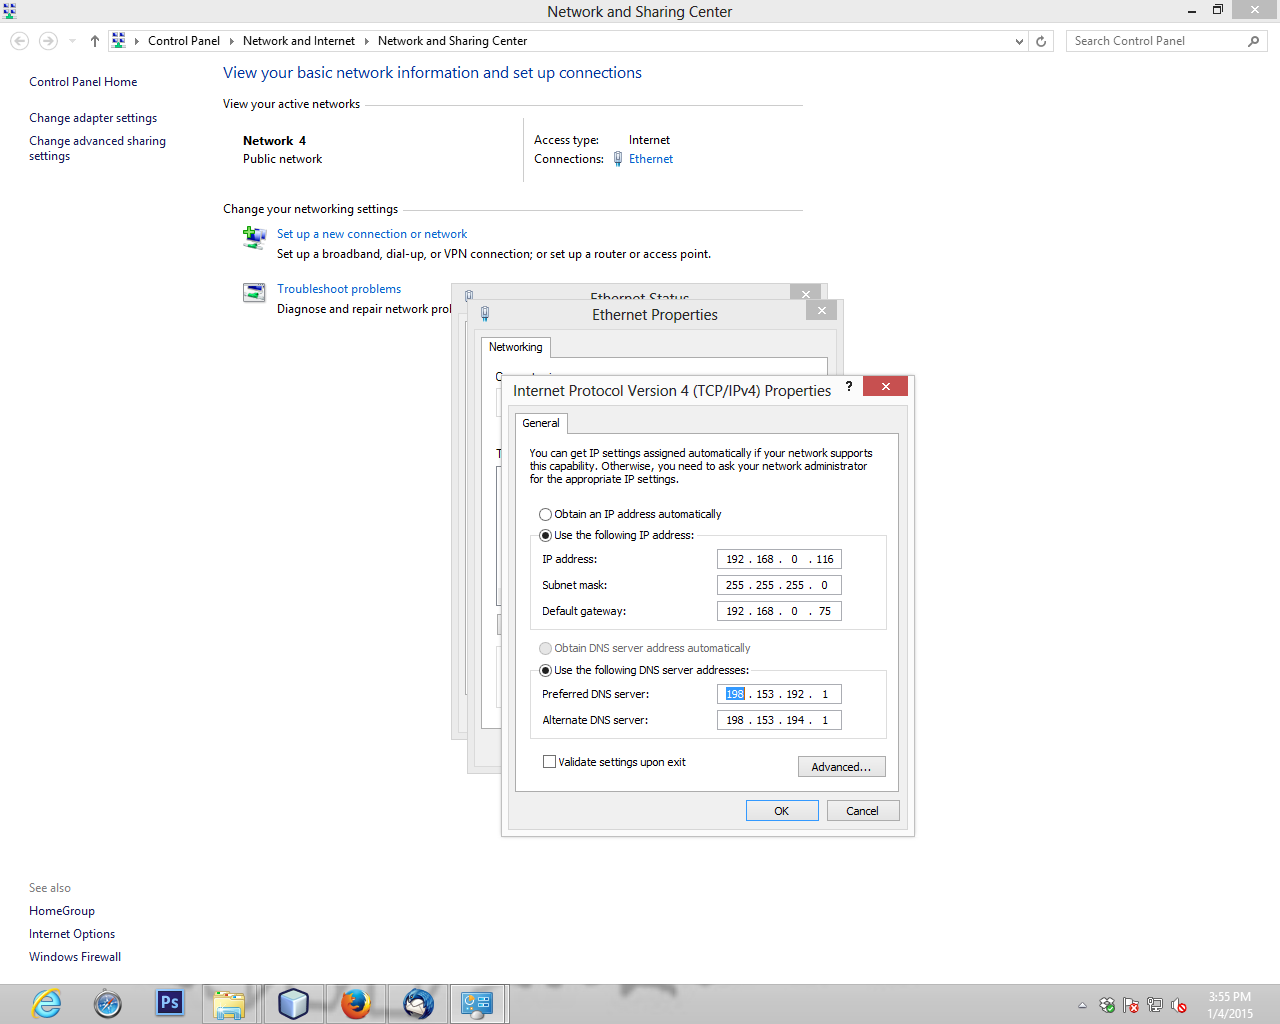 Network and Sharing Center
Control Panel Network and Internet Network and Sharing Center
Search Control Panel
Control Panel Home
Change adapter settings
Change advanced sharing
settings
View your basic network information and set up connections
View your active networks
Network 4
Public network
Access type: Internet
Connections: Ethernet
Change your networking settings
Set up a new connection or network
Set up a broadband, dial-up, or VPN connection; or set up a router or access point.
Troubleshoot problems
Diagnose and repair network
Ethernet Status
Ethernet Properties
Networking
Internet Protocol Version 4 (TCP/IPv4) Properties ?
General
You can get IP settings assigned automatically if your network supports
this capability. Otherwise, you need to ask your network administrator
for the appropriate IP settings.
Obtain an IP address automatically
Use the following IP address:
IP address: 192 . 168 . 0 . 116
Subnet mask: 255 . 255 . 255 . 0
Default gateway: 192 . 168 . 0 . 75
Obtain DNS server address automatically
Use the following DNS server addresses:
Preferred DNS server: 198 . 153 . 192 . 1
Alternate DNS server: 198 . 153 . 194 . 1
Validate settings upon exit
Advanced...
OK Cancel
See also
HomeGroup
Internet Options
Windows Firewall
Ps
3:55 PM
1/4/2015